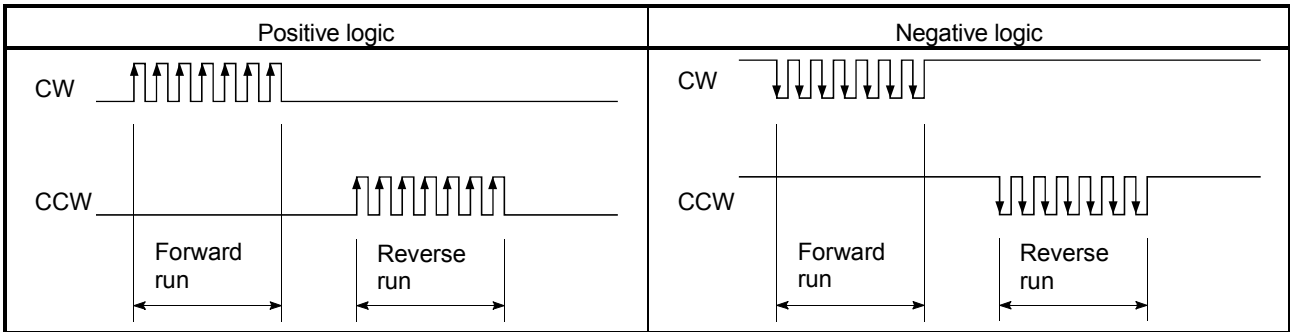 Positive logic
Negative logic
CW
CCW
Forward
run
Reverse
run
CW
CCW
Forward
run
Reverse
run